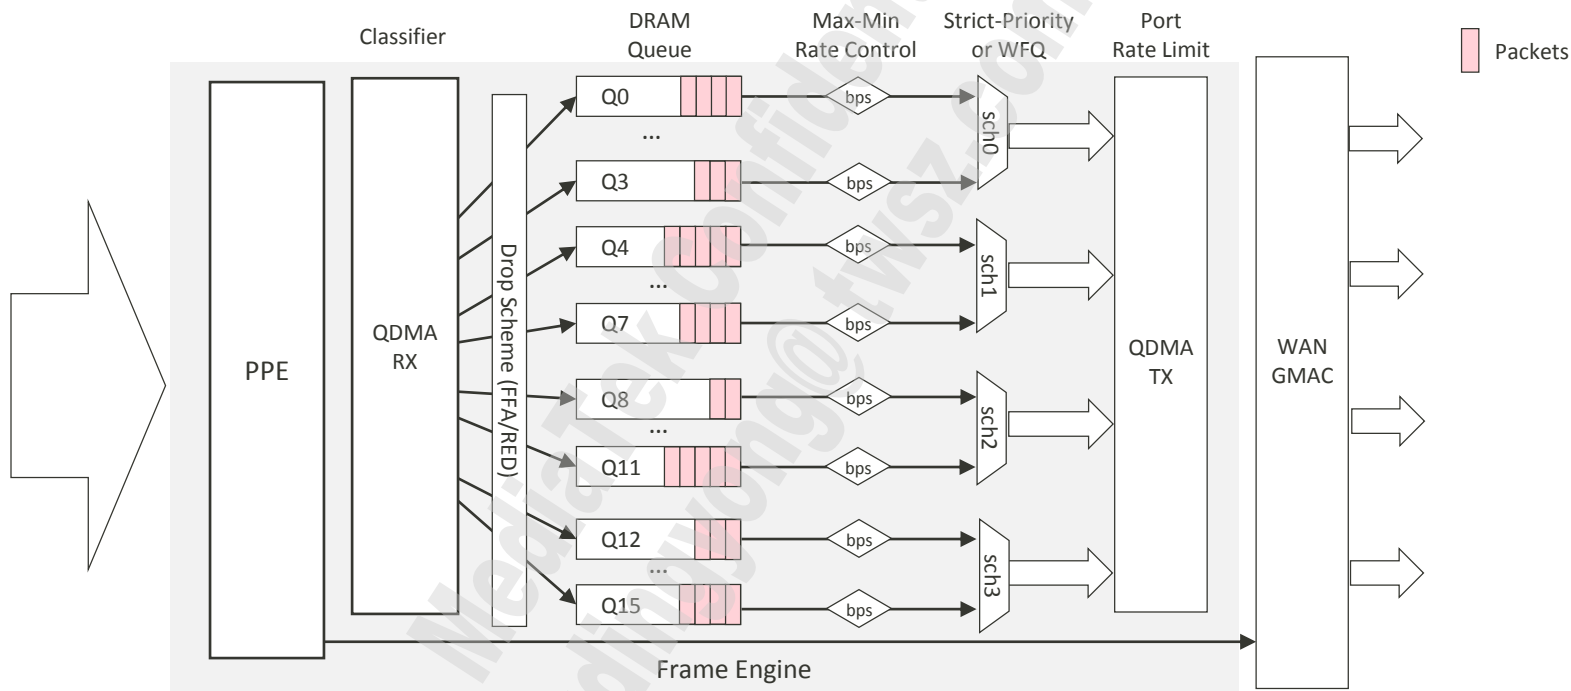 Classifier
DRAM
Queue
Max-Min
Rate Control
Strict-Priority
or WFQ
Port
Rate Limit
Packets
PPE
QDMA
RX
Drop Scheme (FFA/RED)
Q0
...
Q3
Q4
...
Q7
Q8
...
Q11
Q12
...
Q15
bps
bps
bps
bps
bps
bps
bps
bps
sch0
sch1
sch2
sch3
QDMA
TX
WAN
GMAC
Frame Engine